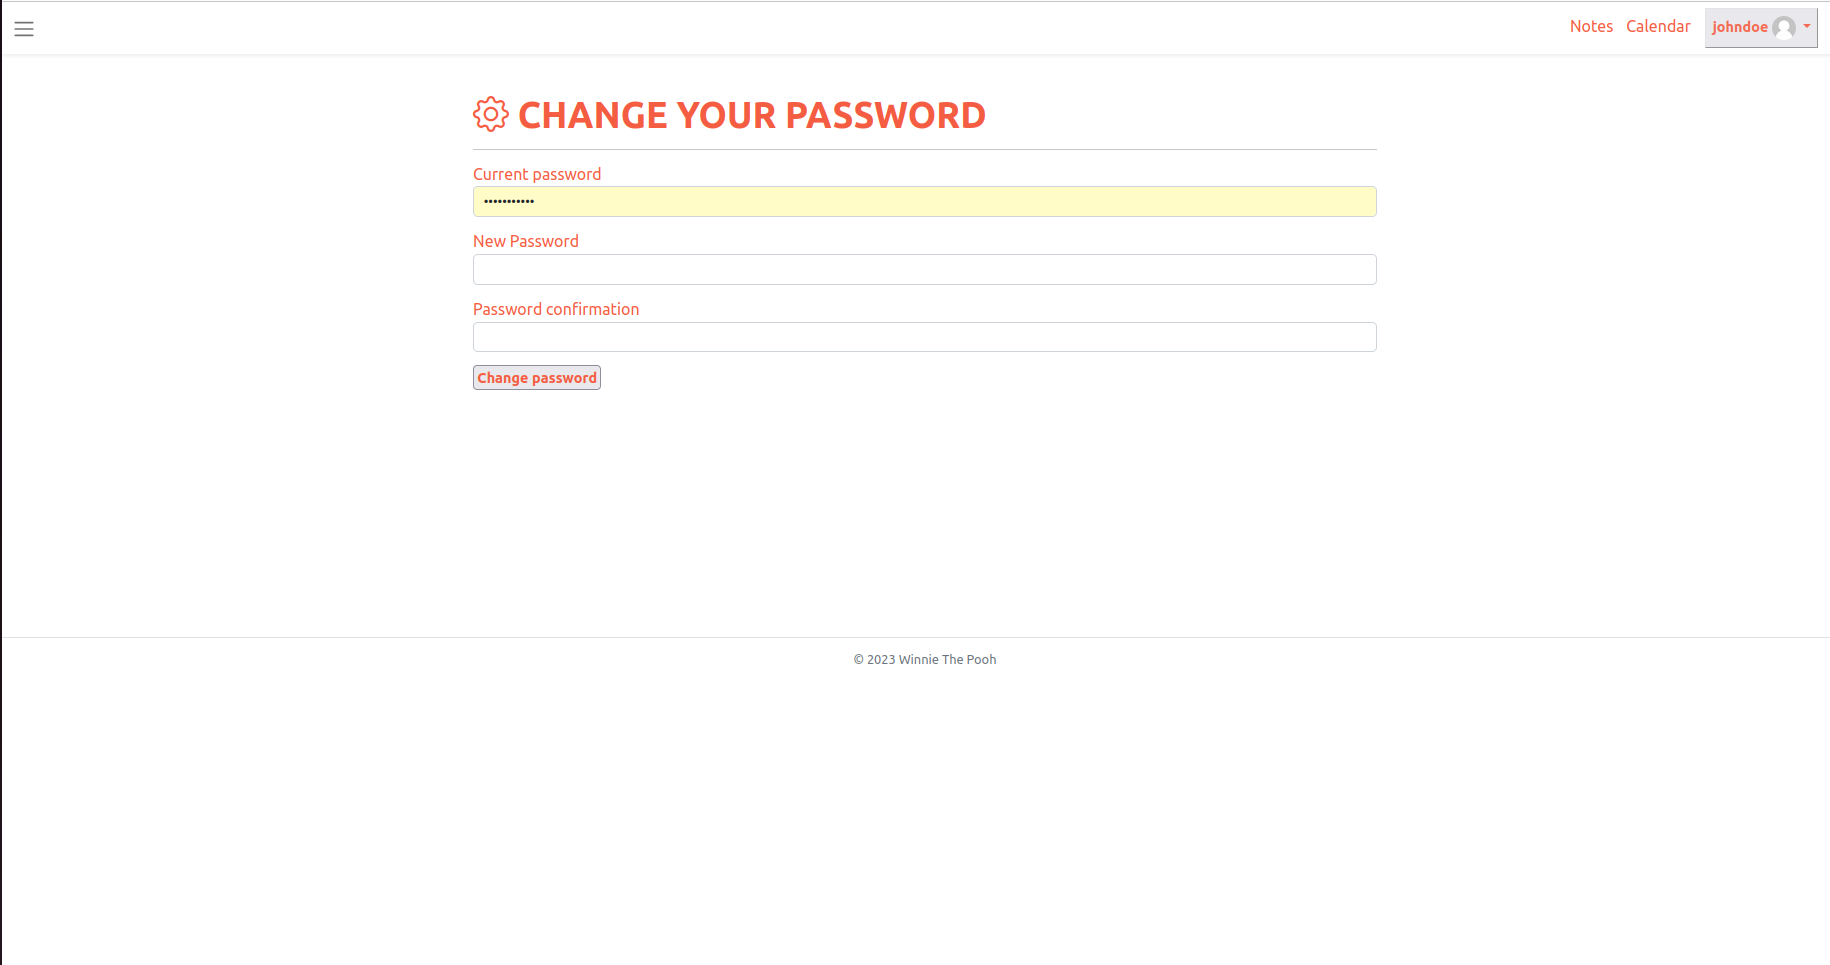 Notes Calendar johndoe
CHANGE YOUR PASSWORD
Current password
•••••••••••
New Password
Password confirmation
Change password
© 2023 Winnie The Pooh